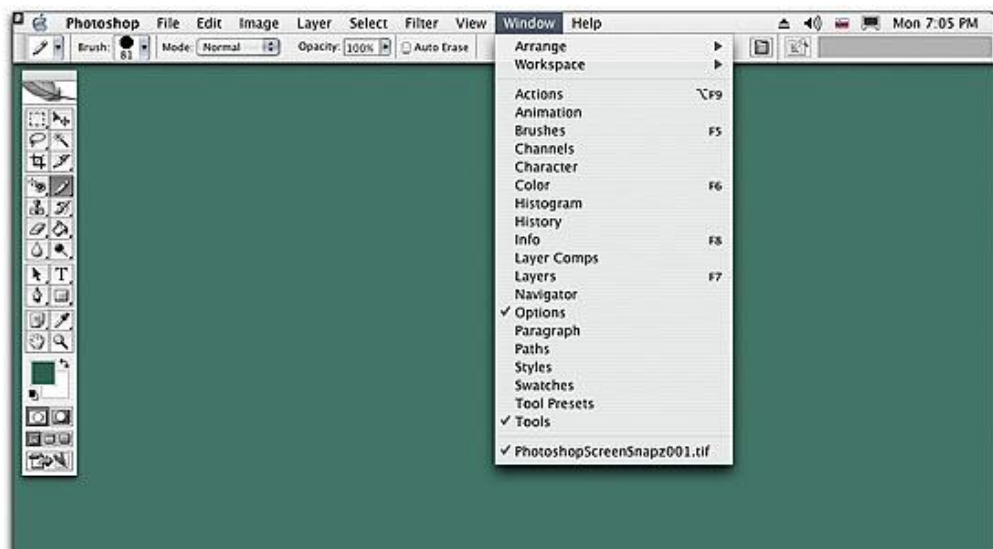 Photoshop File Edit Image Layer Select Filter View Window Help Mon 7:05 PM
Brush: 61 Mode: Normal Opacity: 100% Auto Erase
Arrange
Workspace
Actions ⌥F9
Animation
Brushes F5
Channels
Character
Color F6
Histogram
History
Info F8
Layer Comps
Layers F7
Navigator
✓ Options
Paragraph
Paths
Styles
Swatches
Tool Presets
✓ Tools
✓ PhotoshopScreenSnapz001.tif
T